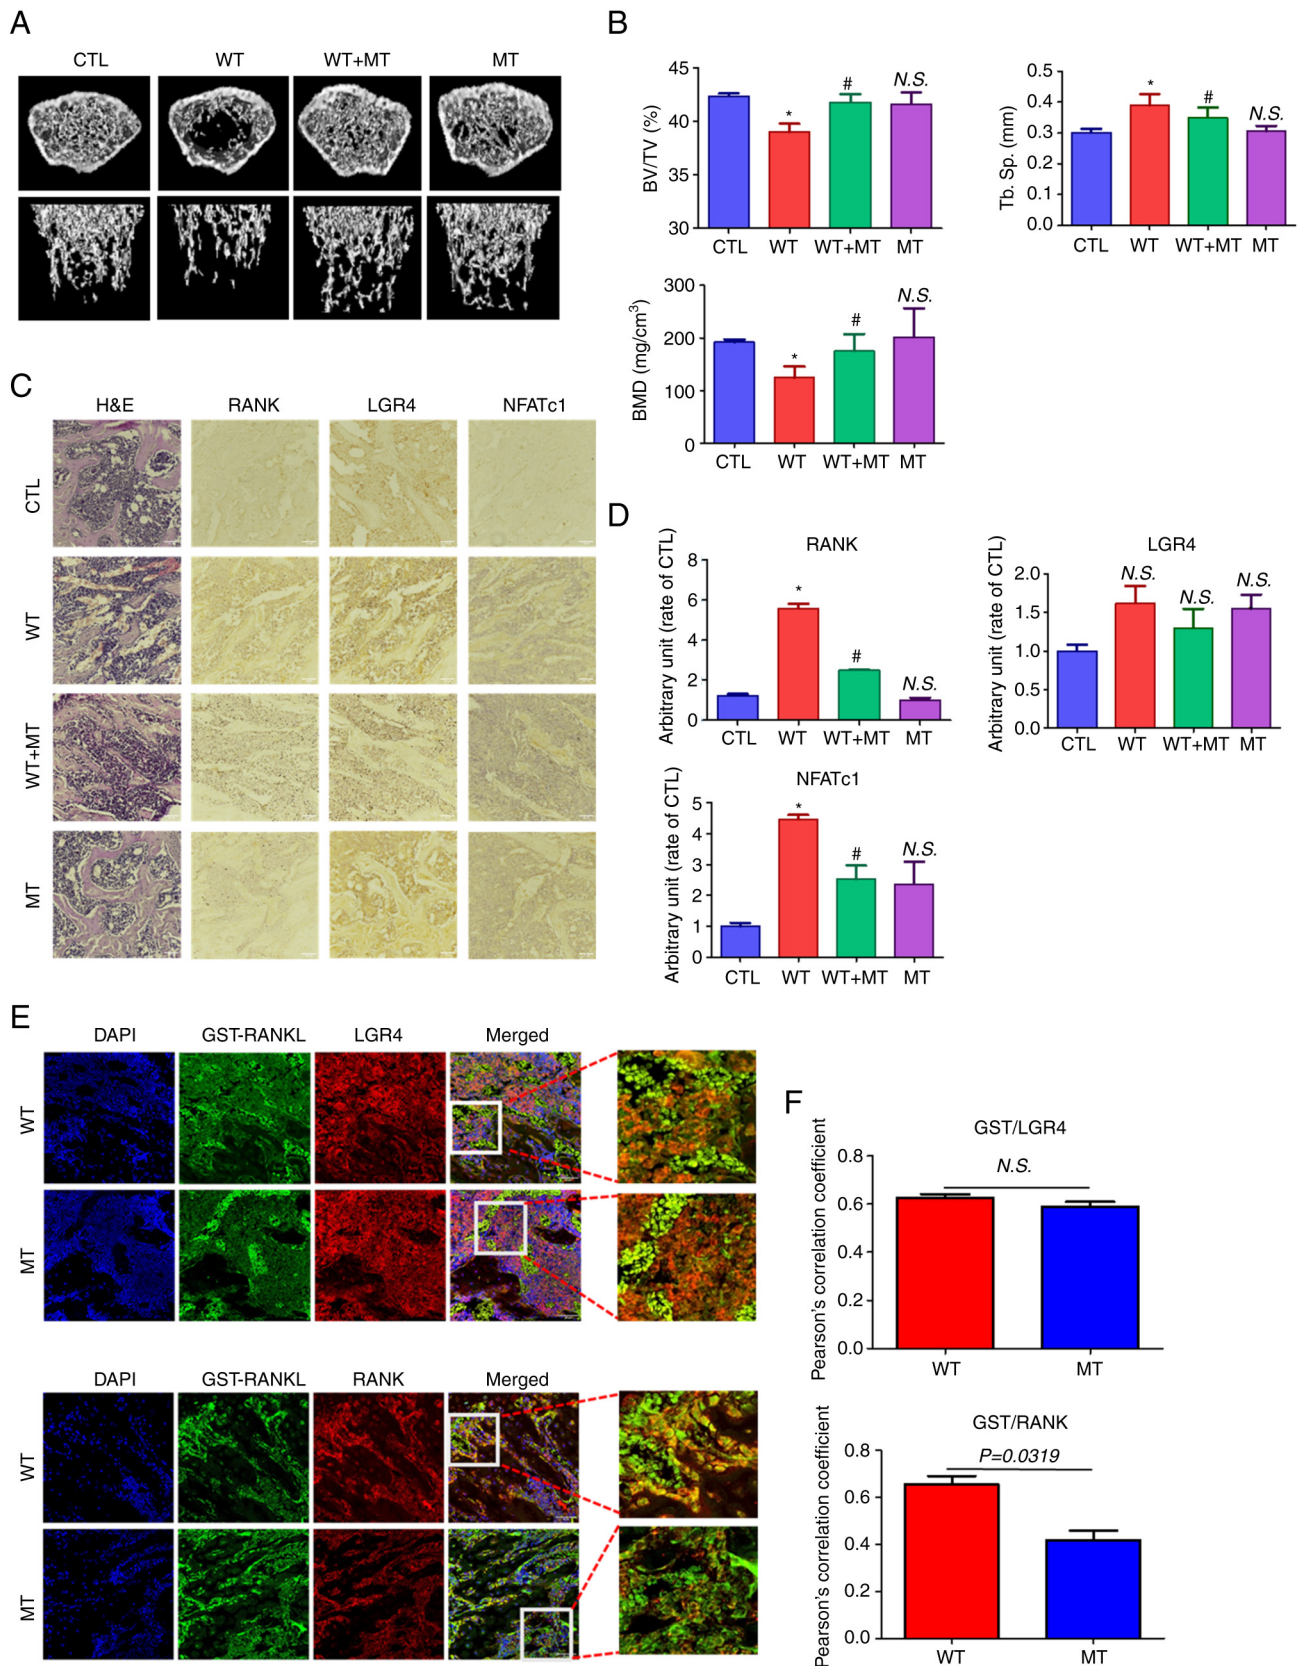 A
CTL WT WT+MT MT
B
BV/TV (%)
45
40
35
30
* # N.S.
CTL WT WT+MT MT
Tb. Sp. (mm)
0.5
0.4
0.3
0.2
0.1
0.0
* # N.S.
CTL WT WT+MT MT
BMD (mg/cm³)
300
200
100
0
* # N.S.
CTL WT WT+MT MT
C
H&E RANK LGR4 NFATc1
CTL
WT
WT+MT
MT
D
RANK
Arbitrary unit (rate of CTL)
8
6
4
2
0
* # N.S.
CTL WT WT+MT MT
LGR4
Arbitrary unit (rate of CTL)
2.0
1.5
1.0
0.5
0.0
N.S. N.S. N.S.
CTL WT WT+MT MT
NFATc1
Arbitrary unit (rate of CTL)
5
4
3
2
1
0
* # N.S.
CTL WT WT+MT MT
E
DAPI GST-RANKL LGR4 Merged
WT
MT
DAPI GST-RANKL RANK Merged
WT
MT
F
GST/LGR4
Pearson's correlation coefficient
0.8
0.6
0.4
0.2
0.0
N.S.
WT MT
GST/RANK
Pearson's correlation coefficient
0.8
0.6
0.4
0.2
0.0
P=0.0319
WT MT